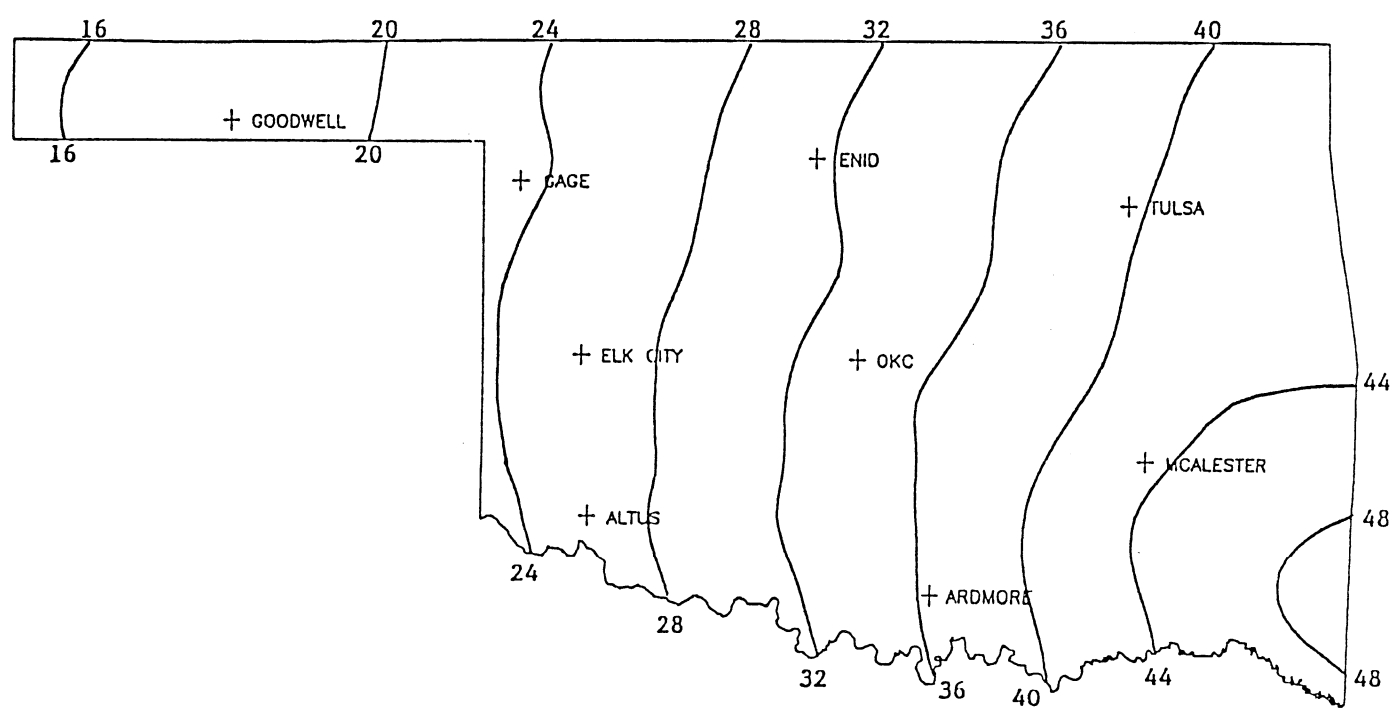 16 20 24 28 32 36 40
GOODWELL
16 20
ENID
GAGE
TULSA
ELK CITY
OKC
44
MCALESTER
ALTUS
48
24
ARDMORE
28
32 36 40 44 48